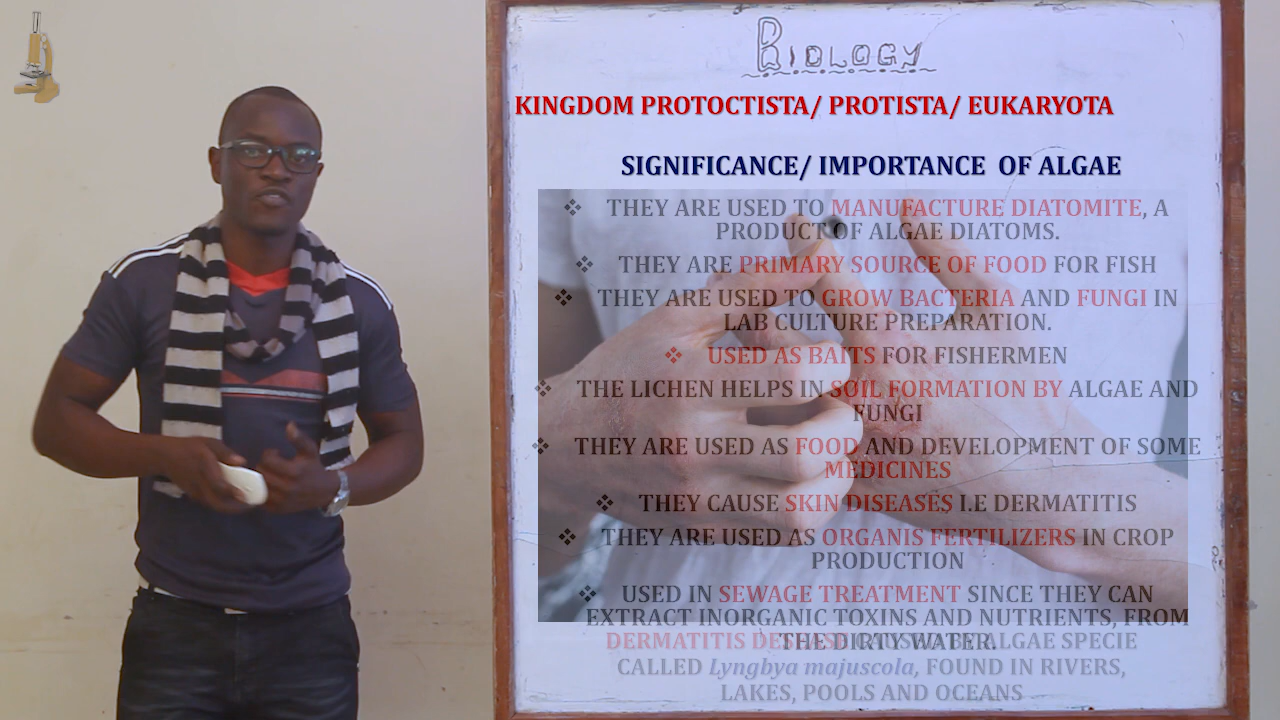 BIOLOGY
KINGDOM PROTOCTISTA/ PROTISTA/ EUKARYOTA
SIGNIFICANCE/ IMPORTANCE OF ALGAE
❖ THEY ARE USED TO MANUFACTURE DIATOMITE, A
PRODUCT OF ALGAE DIATOMS.
❖ THEY ARE PRIMARY SOURCE OF FOOD FOR FISH
❖ THEY ARE USED TO GROW BACTERIA AND FUNGI IN
LAB CULTURE PREPARATION.
❖ USED AS BAITS FOR FISHERMEN
❖ THE LICHEN HELPS IN SOIL FORMATION BY ALGAE AND
FUNGI
❖ THEY ARE USED AS FOOD AND DEVELOPMENT OF SOME
MEDICINES
❖ THEY CAUSE SKIN DISEASES I.E DERMATITIS
❖ THEY ARE USED AS ORGANIS FERTILIZERS IN CROP
PRODUCTION
❖ USED IN SEWAGE TREATMENT SINCE THEY CAN
EXTRACT INORGANIC TOXINS AND NUTRIENTS, FROM
THE DIRTY WATER.
DERMATITIS ALGAE SPECIE
CALLED Lyngbya majuscola, FOUND IN RIVERS,
LAKES, POOLS AND OCEANS